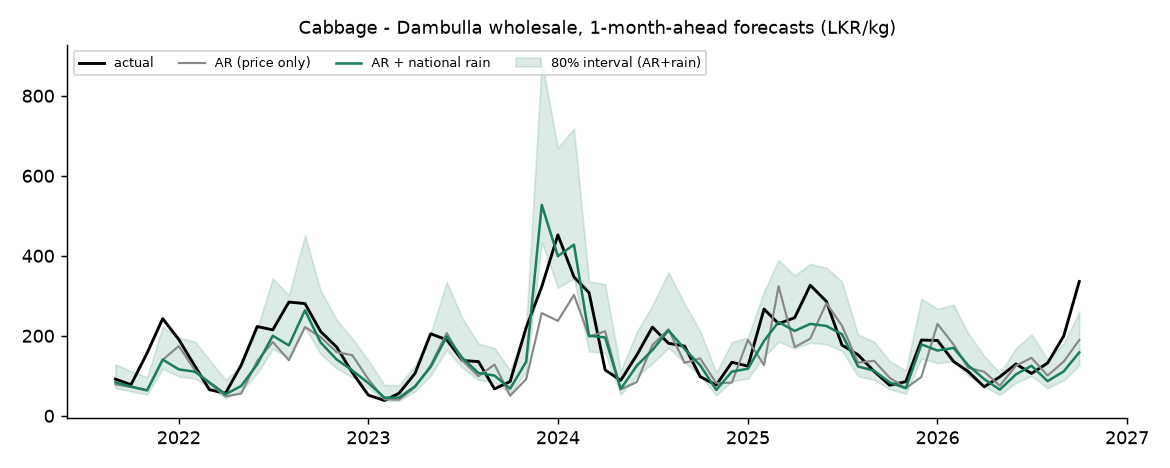 Cabbage - Dambulla wholesale, 1-month-ahead forecasts (LKR/kg)
actual AR (price only) AR + national rain 80% interval (AR+rain)
800
600
400
200
0
2022 2023 2024 2025 2026 2027